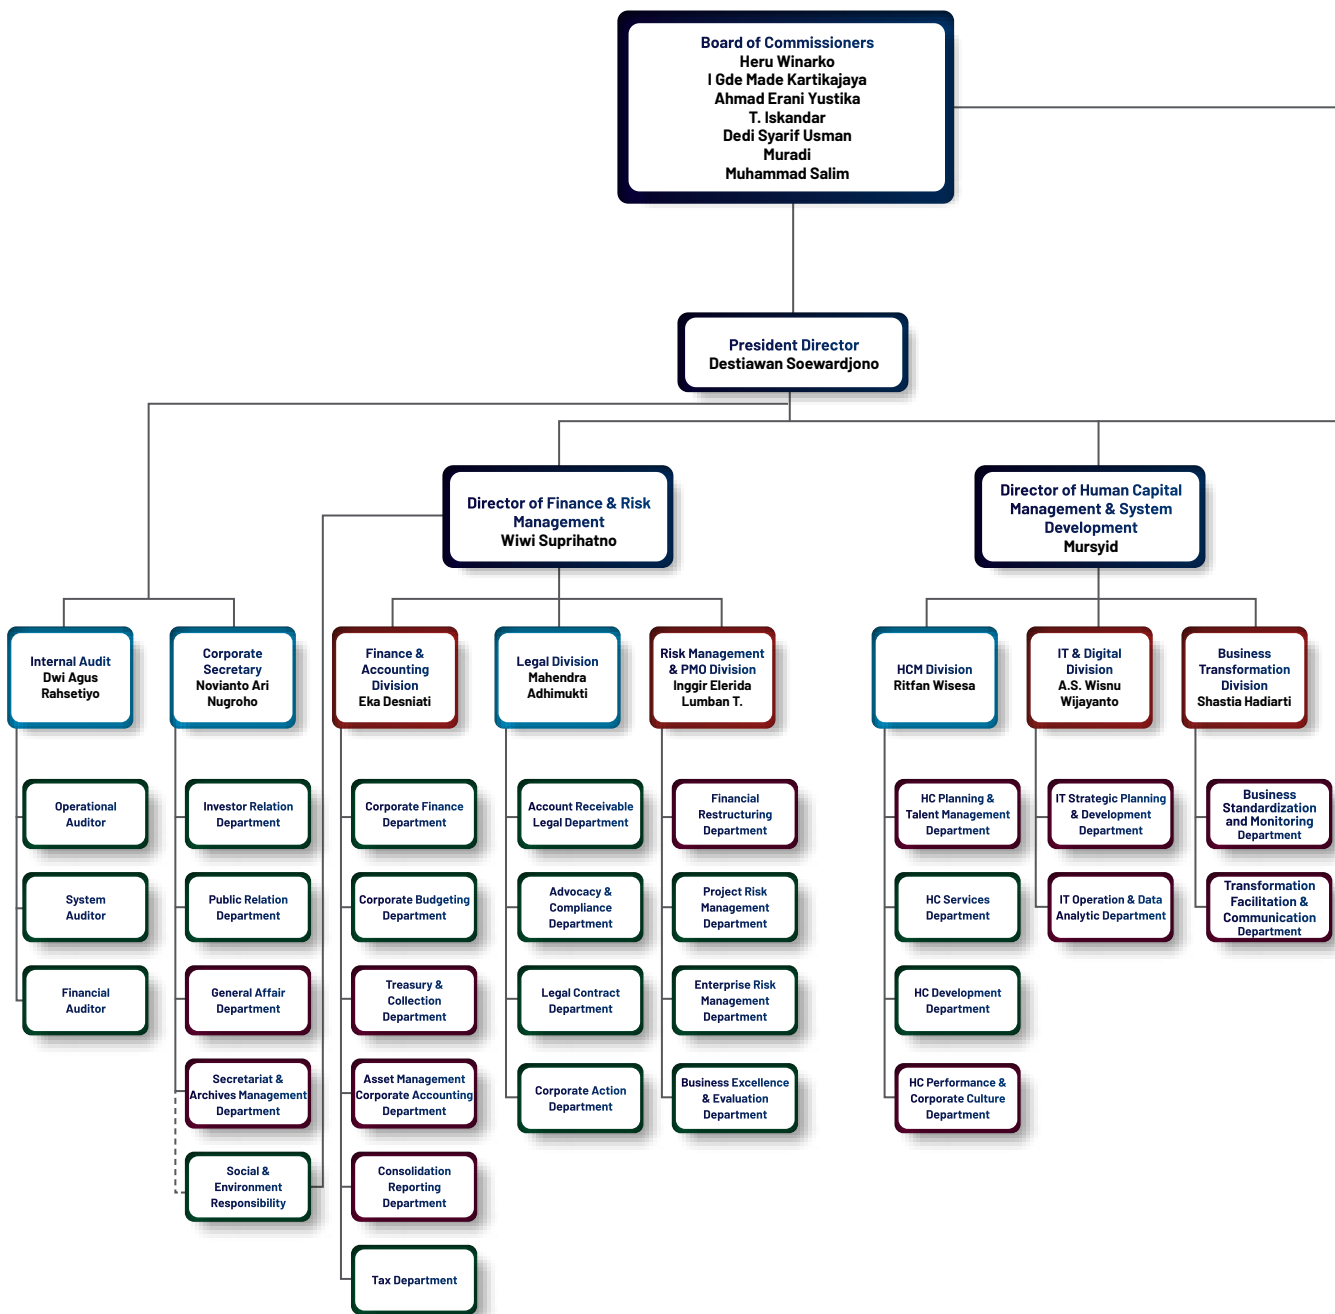 Board of Commissioners
Heru Winarko
I Gde Made Kartikajaya
Ahmad Erani Yustika
T. Iskandar
Dedi Syarif Usman
Muradi
Muhammad Salim
President Director
Destiawan Soewardjono
Director of Finance & Risk
Management
Wiwi Suprihatno
Director of Human Capital
Management & System
Development
Mursyid
Internal Audit
Dwi Agus
Rahsetiyo
Corporate
Secretary
Novianto Ari
Nugroho
Finance &
Accounting
Division
Eka Desniati
Legal Division
Mahendra
Adhimukti
Risk Management
& PMO Division
Inggir Elerida
Lumban T.
HCM Division
Ritfan Wisesa
IT & Digital
Division
A.S. Wisnu
Wijayanto
Business
Transformation
Division
Shastia Hadiarti
Operational
Auditor
System
Auditor
Financial
Auditor
Investor Relation
Department
Public Relation
Department
General Affair
Department
Secretariat &
Archives Management
Department
Social &
Environment
Responsibility
Corporate Finance
Department
Corporate Budgeting
Department
Treasury &
Collection
Department
Asset Management
Corporate Accounting
Department
Consolidation
Reporting
Department
Tax Department
Account Receivable
Legal Department
Advocacy &
Compliance
Department
Legal Contract
Department
Corporate Action
Department
Financial
Restructuring
Department
Project Risk
Management
Department
Enterprise Risk
Management
Department
Business Excellence
& Evaluation
Department
HC Planning &
Talent Management
Department
HC Services
Department
HC Development
Department
HC Performance &
Corporate Culture
Department
IT Strategic Planning
& Development
Department
IT Operation & Data
Analytic Department
Business
Standardization
and Monitoring
Department
Transformation
Facilitation &
Communication
Department